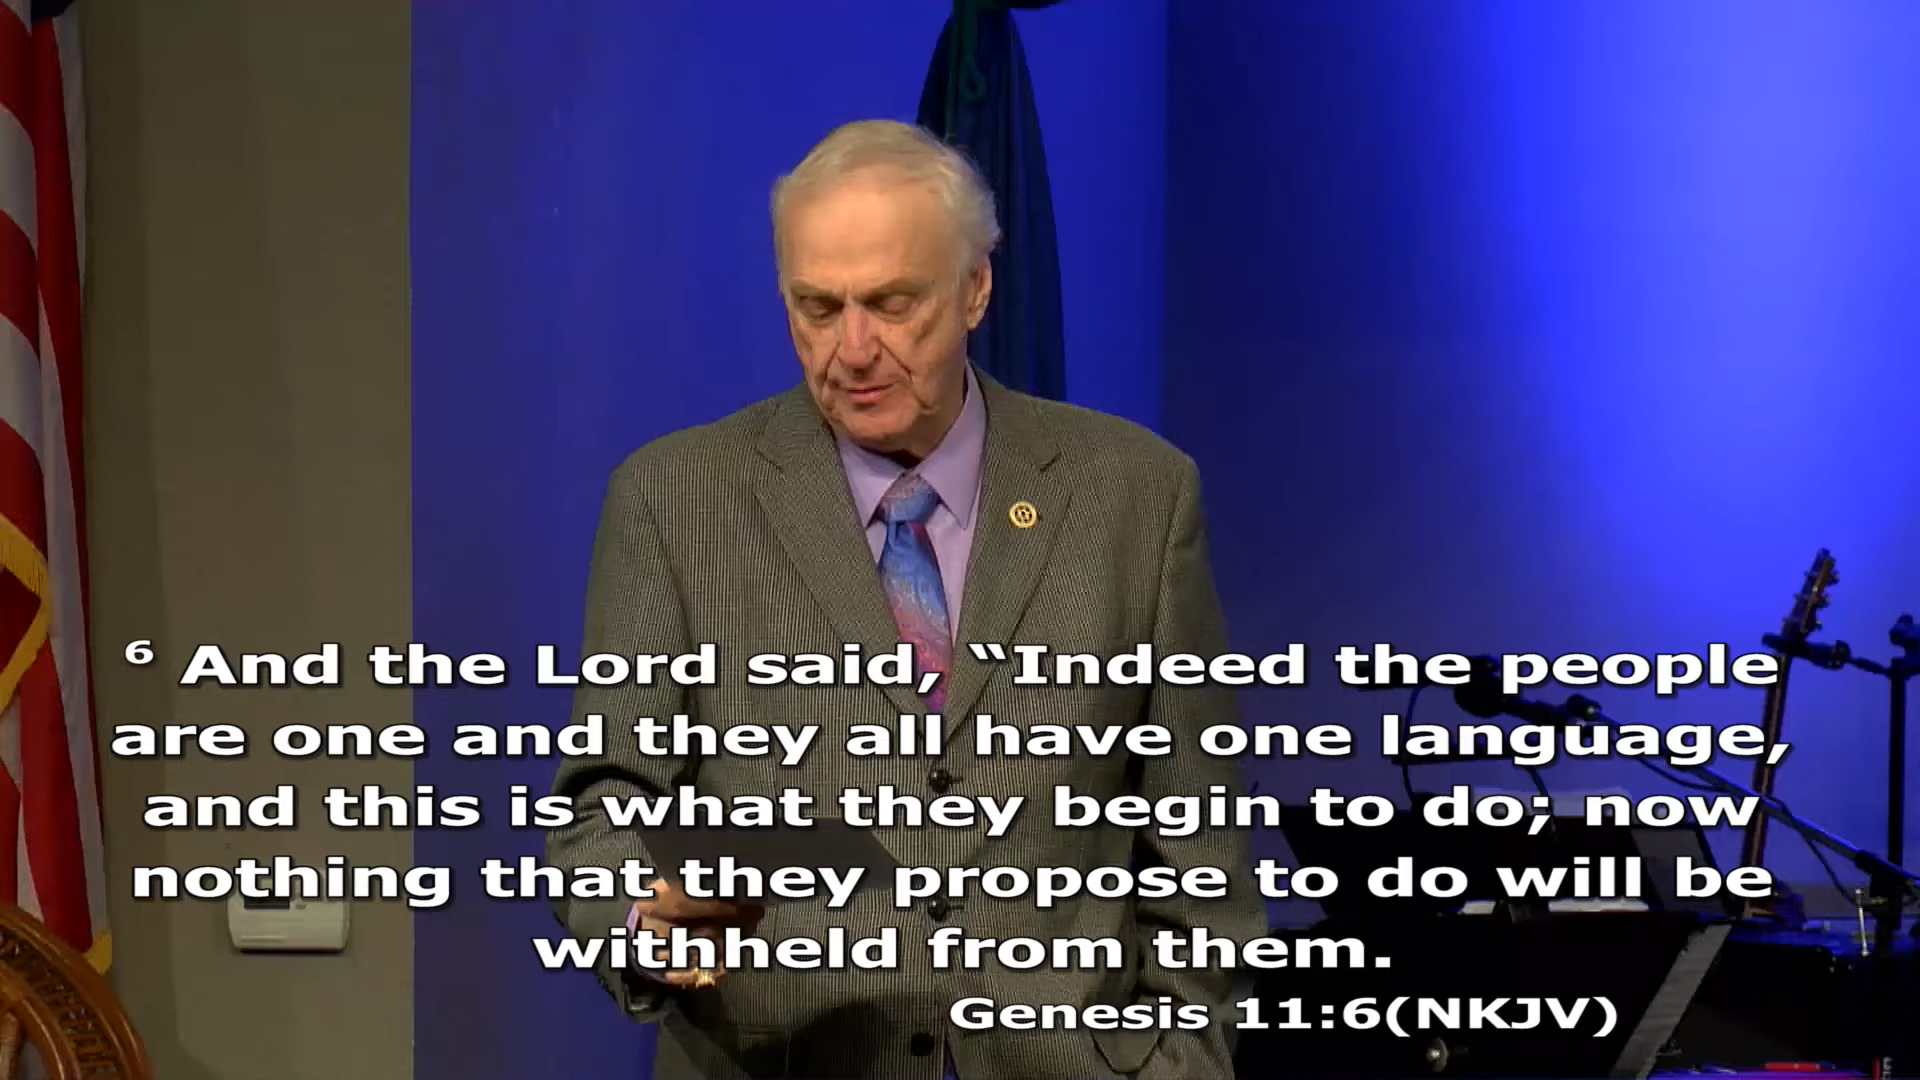 ⁶ And the Lord said, “Indeed the people
are one and they all have one language,
and this is what they begin to do; now
nothing that they propose to do will be
withheld from them.
Genesis 11:6(NKJV)